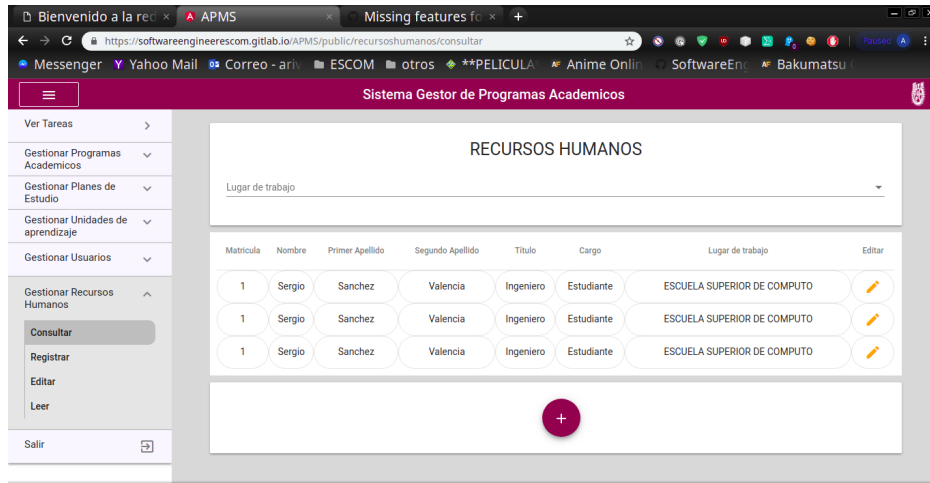 Bienvenido a la red
APMS
Missing features fo
https://softwareengineerescom.gitlab.io/APMS/public/recursoshumanos/consultar
Paused
A
Messenger
Yahoo Mail
Correo - ariv
ESCOM
otros
**PELICULA
Anime Onlin
SoftwareEng
Bakumatsu
Sistema Gestor de Programas Academicos
Ver Tareas
Gestionar Programas
Academicos
Gestionar Planes de
Estudio
Gestionar Unidades de
aprendizaje
Gestionar Usuarios
Gestionar Recursos
Humanos
Consultar
Registrar
Editar
Leer
Salir
RECURSOS HUMANOS
Lugar de trabajo
Matricula Nombre Primer Apellido Segundo Apellido Título Cargo Lugar de trabajo Editar
1 Sergio Sanchez Valencia Ingeniero Estudiante ESCUELA SUPERIOR DE COMPUTO
1 Sergio Sanchez Valencia Ingeniero Estudiante ESCUELA SUPERIOR DE COMPUTO
1 Sergio Sanchez Valencia Ingeniero Estudiante ESCUELA SUPERIOR DE COMPUTO
+